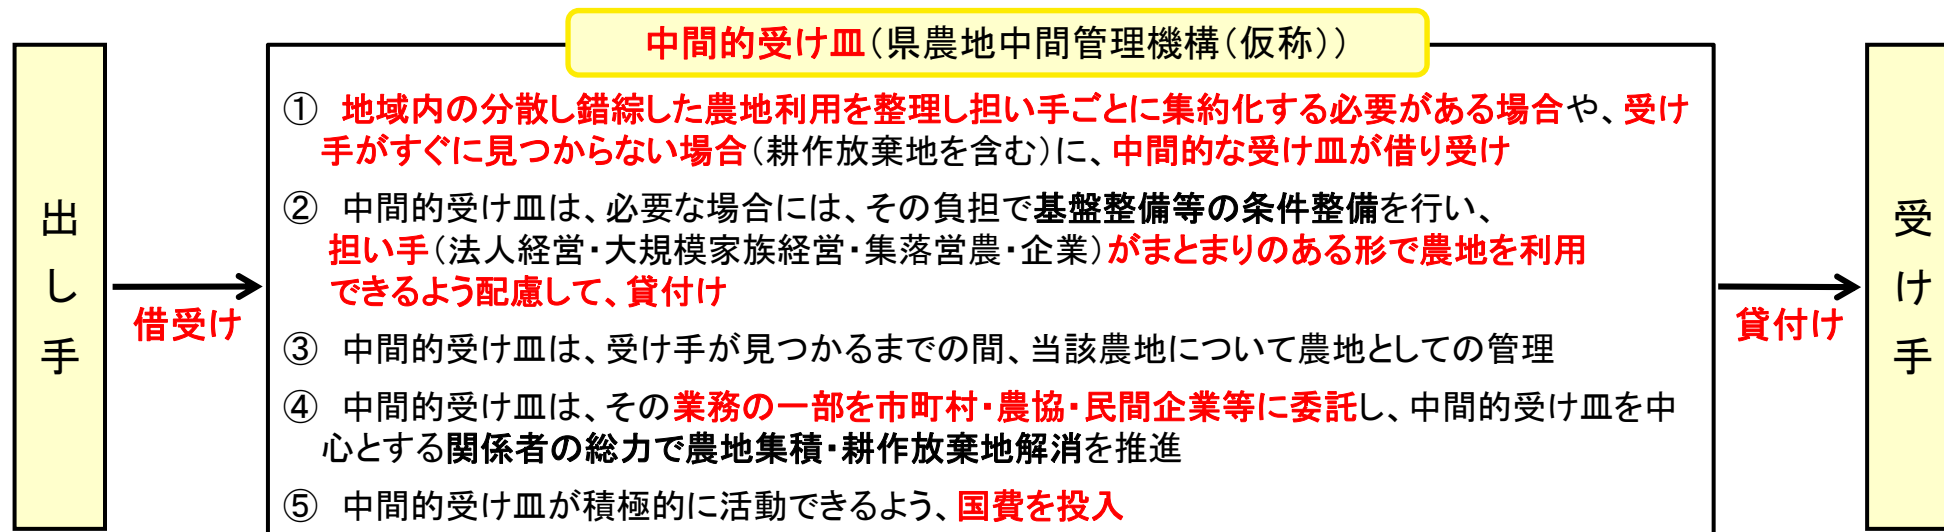 中間的受け皿（県農地中間管理機構（仮称））
出し手
借受け
① 地域内の分散し錯綜した農地利用を整理し担い手ごとに集約化する必要がある場合や、受け
手がすぐに見つからない場合（耕作放棄地を含む）に、中間的な受け皿が借り受け
② 中間的受け皿は、必要な場合には、その負担で基盤整備等の条件整備を行い、
担い手（法人経営・大規模家族経営・集落営農・企業）がまとまりのある形で農地を利用
できるよう配慮して、貸付け
③ 中間的受け皿は、受け手が見つかるまでの間、当該農地について農地としての管理
④ 中間的受け皿は、その業務の一部を市町村・農協・民間企業等に委託し、中間的受け皿を中
心とする関係者の総力で農地集積・耕作放棄地解消を推進
⑤ 中間的受け皿が積極的に活動できるよう、国費を投入
貸付け
受け手